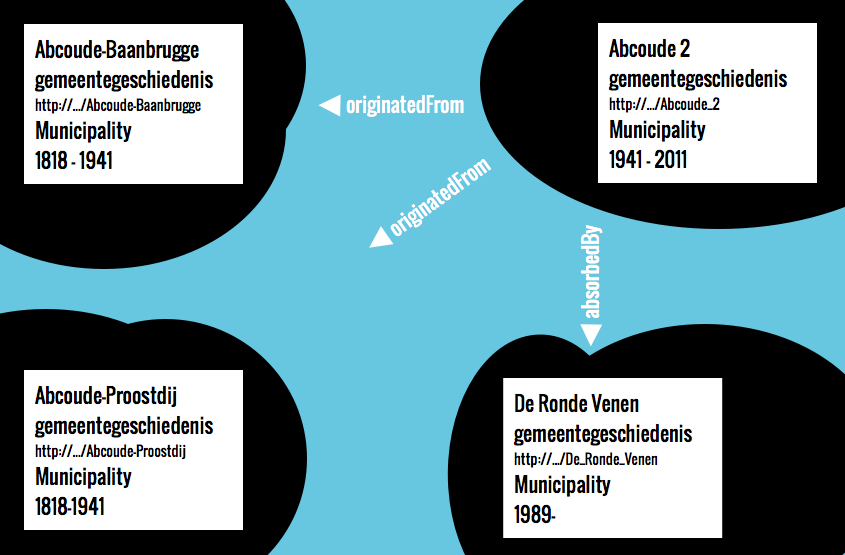 Abcoude-Baanbrugge
gemeentegeschiedenis
http://.../Abcoude-Baanbrugge
Municipality
1818 - 1941
originatedFrom
Abcoude 2
gemeentegeschiedenis
http://.../Abcoude_2
Municipality
1941 - 2011
originatedFrom
absorbedBy
Abcoude-Proostdij
gemeentegeschiedenis
http://.../Abcoude-Proostdij
Municipality
1818-1941
De Ronde Venen
gemeentegeschiedenis
http://.../De_Ronde_Venen
Municipality
1989-